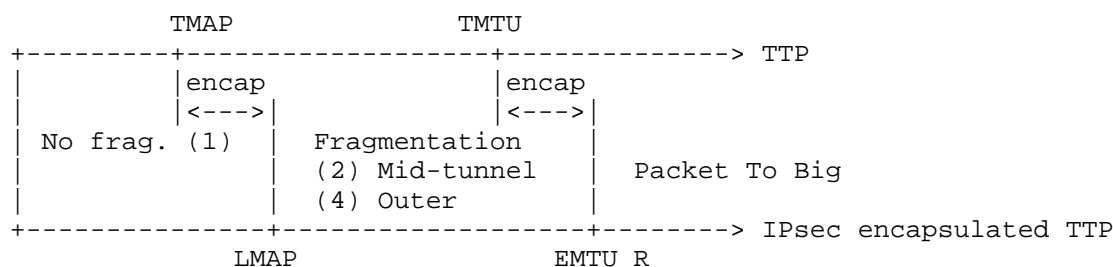 TMAP TMTU
+---------+--------------------+--------------> TTP
| |encap |encap
| |<--->| |<--->|
| No frag. (1) | Fragmentation |
| | (2) Mid-tunnel | Packet To Big
| | (4) Outer |
+---------------+-------------------+--------> IPsec encapsulated TTP
LMAP EMTU_R